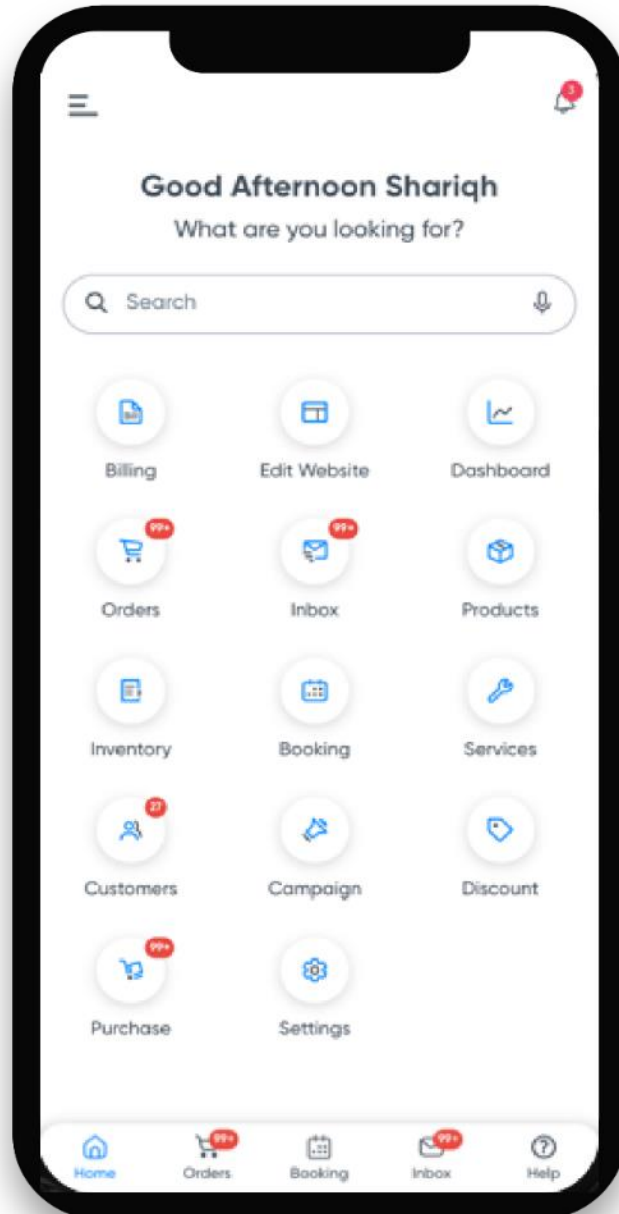 3
Good Afternoon Shariqh
What are you looking for?
Search
Billing
Edit Website
Dashboard
99+
99+
Orders
Inbox
Products
Inventory
Booking
Services
27
Customers
Campaign
Discount
99+
Purchase
Settings
99+
99+
Home
Orders
Booking
Inbox
Help